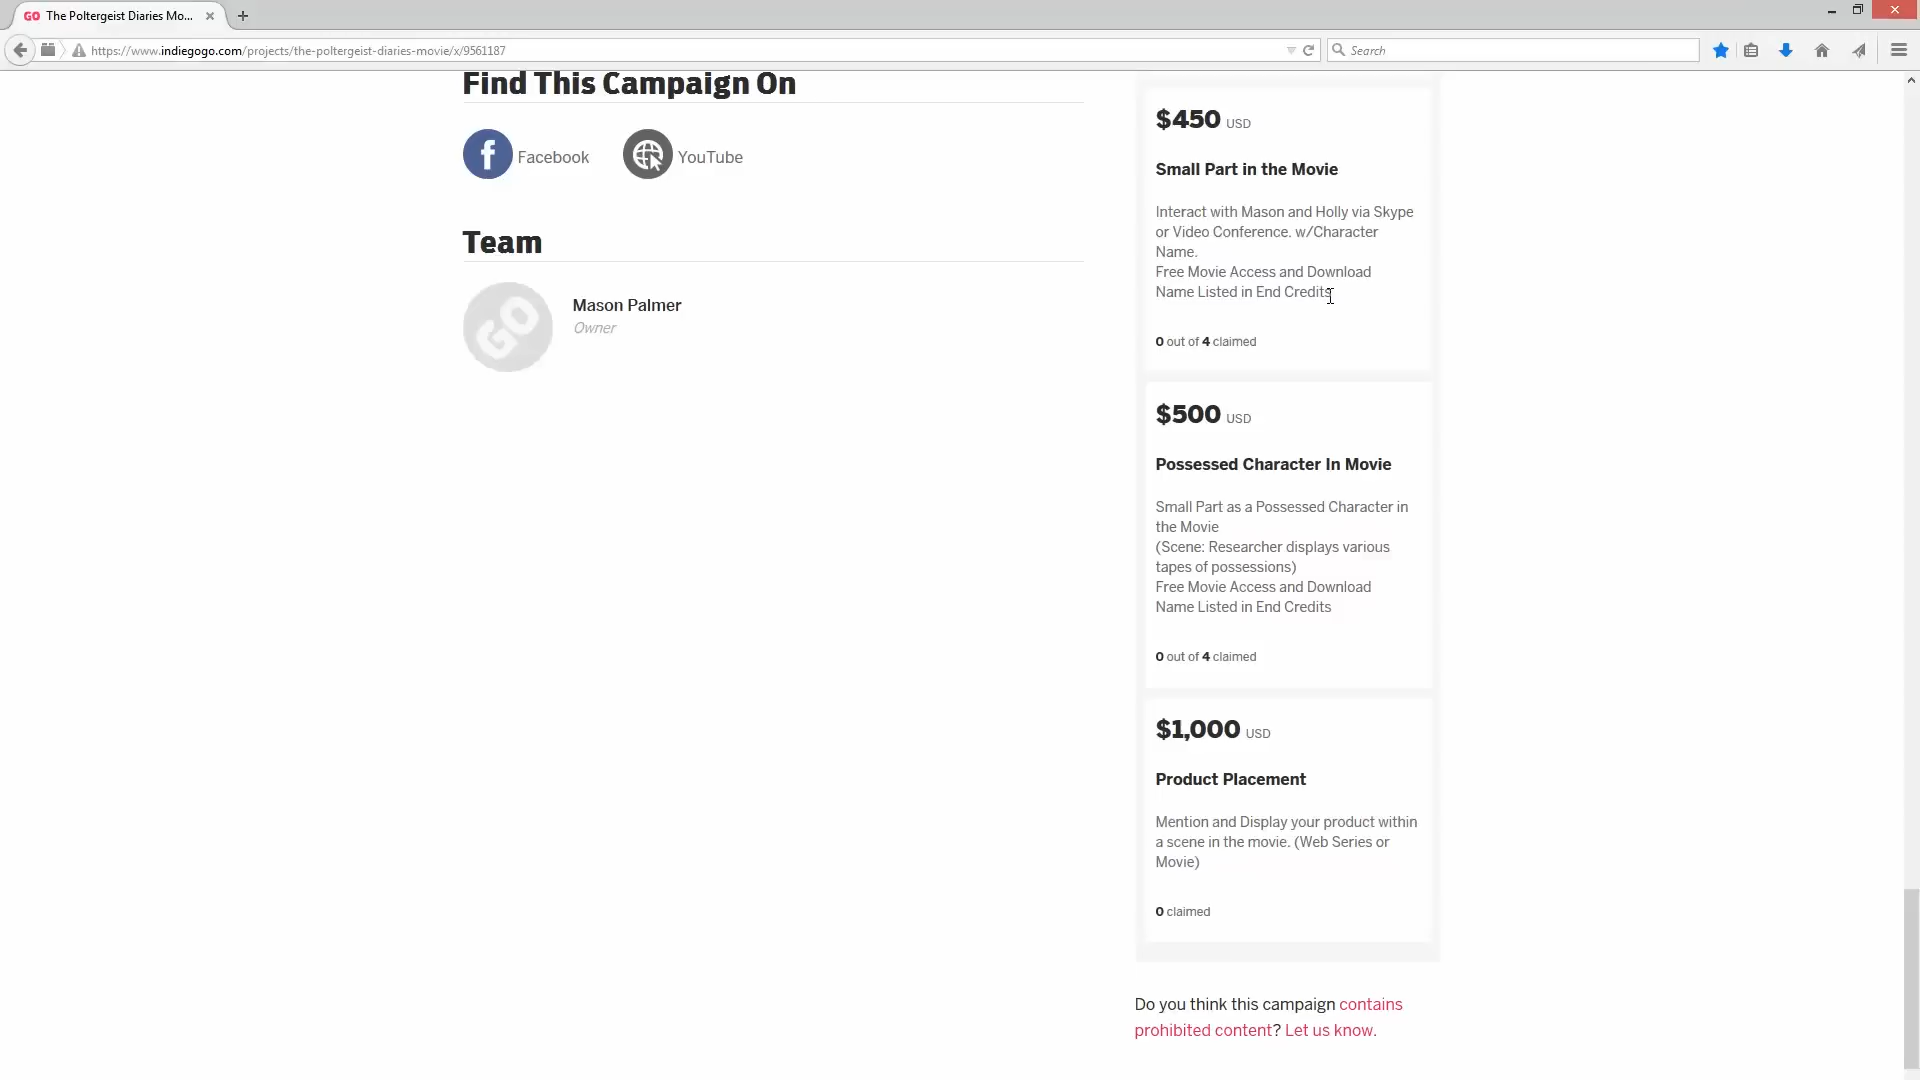 GO The Poltergeist Diaries Mo...
https://www.indiegogo.com/projects/the-poltergeist-diaries-movie/x/9561187
Search
Find This Campaign On
Facebook
YouTube
Team
GO
Mason Palmer
Owner
$450 USD
Small Part in the Movie
Interact with Mason and Holly via Skype
or Video Conference. w/Character
Name.
Free Movie Access and Download
Name Listed in End Credits
0 out of 4 claimed
$500 USD
Possessed Character In Movie
Small Part as a Possessed Character in
the Movie
(Scene: Researcher displays various
tapes of possessions)
Free Movie Access and Download
Name Listed in End Credits
0 out of 4 claimed
$1,000 USD
Product Placement
Mention and Display your product within
a scene in the movie. (Web Series or
Movie)
0 claimed
Do you think this campaign contains
prohibited content? Let us know.